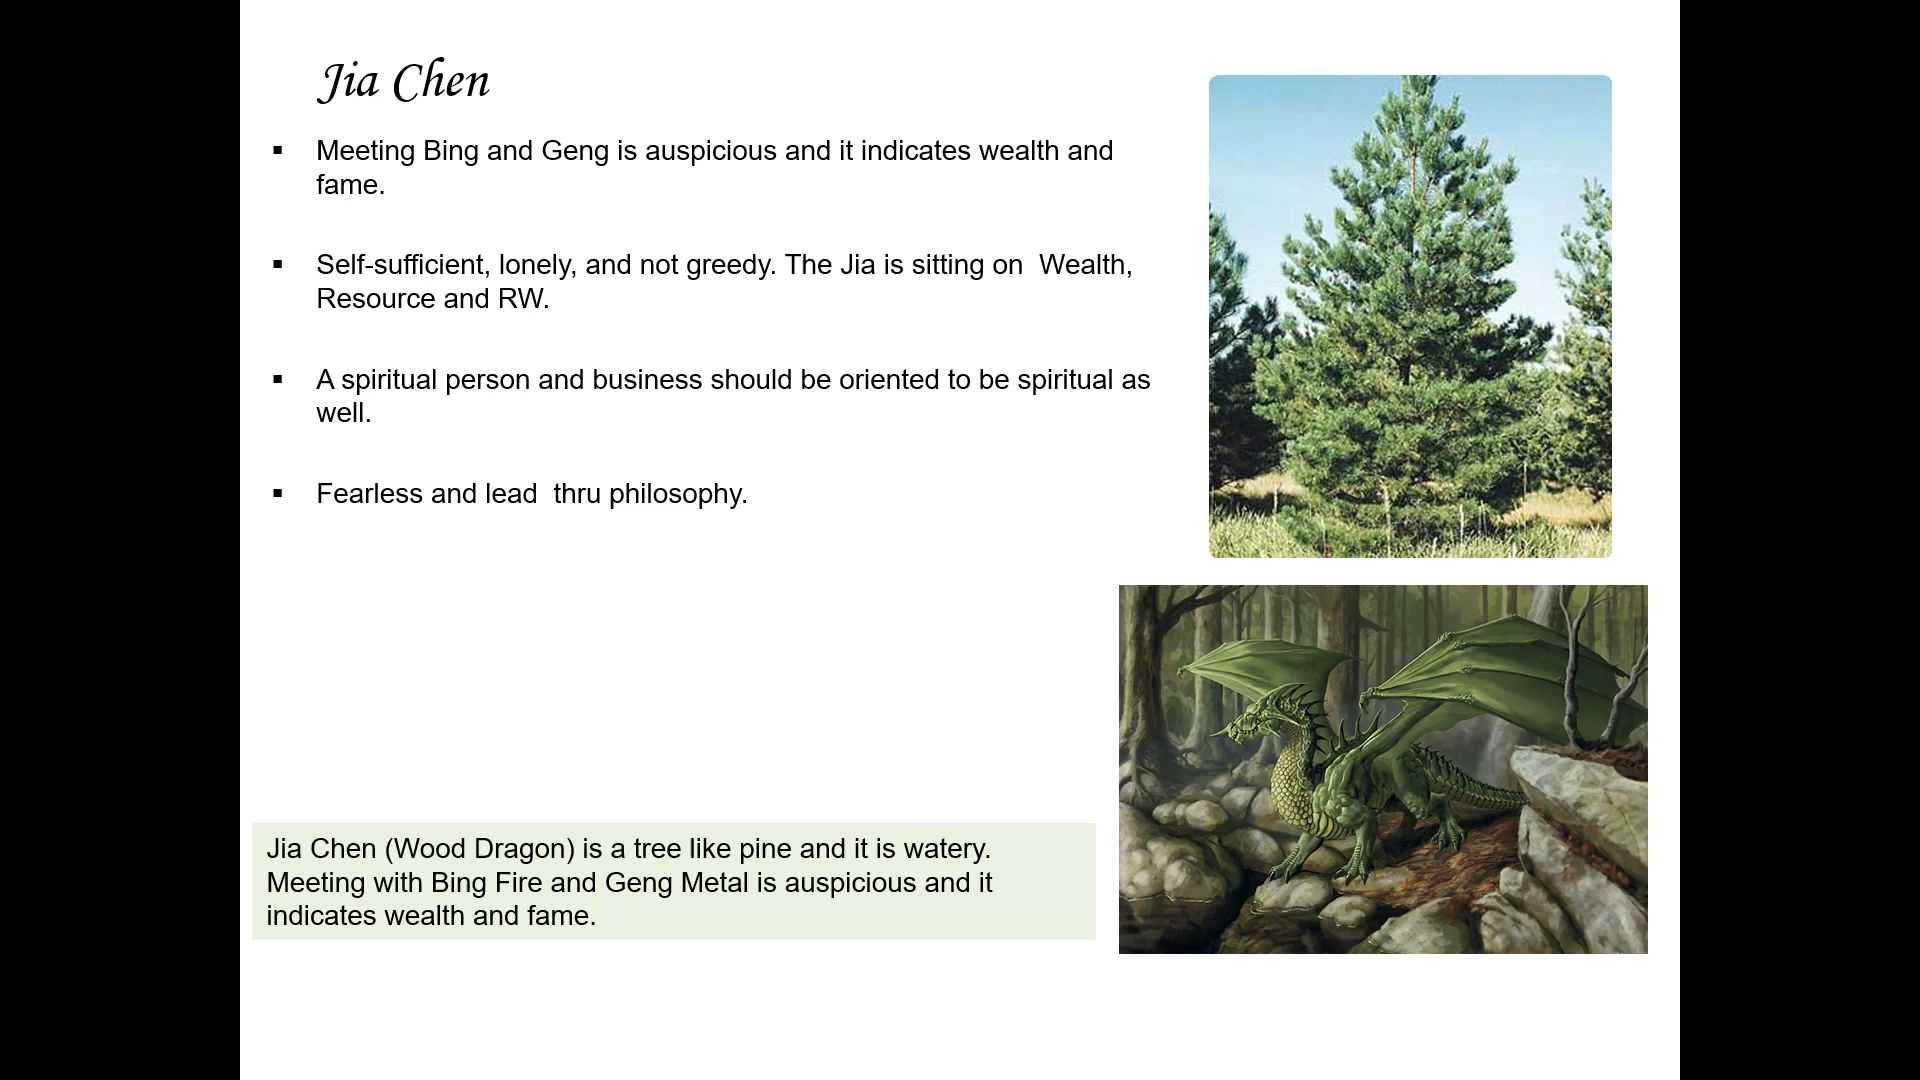 Jia Chen
▪ Meeting Bing and Geng is auspicious and it indicates wealth and
fame.
▪ Self-sufficient, lonely, and not greedy. The Jia is sitting on  Wealth,
Resource and RW.
▪ A spiritual person and business should be oriented to be spiritual as
well.
▪ Fearless and lead  thru philosophy.
Jia Chen (Wood Dragon) is a tree like pine and it is watery.
Meeting with Bing Fire and Geng Metal is auspicious and it
indicates wealth and fame.